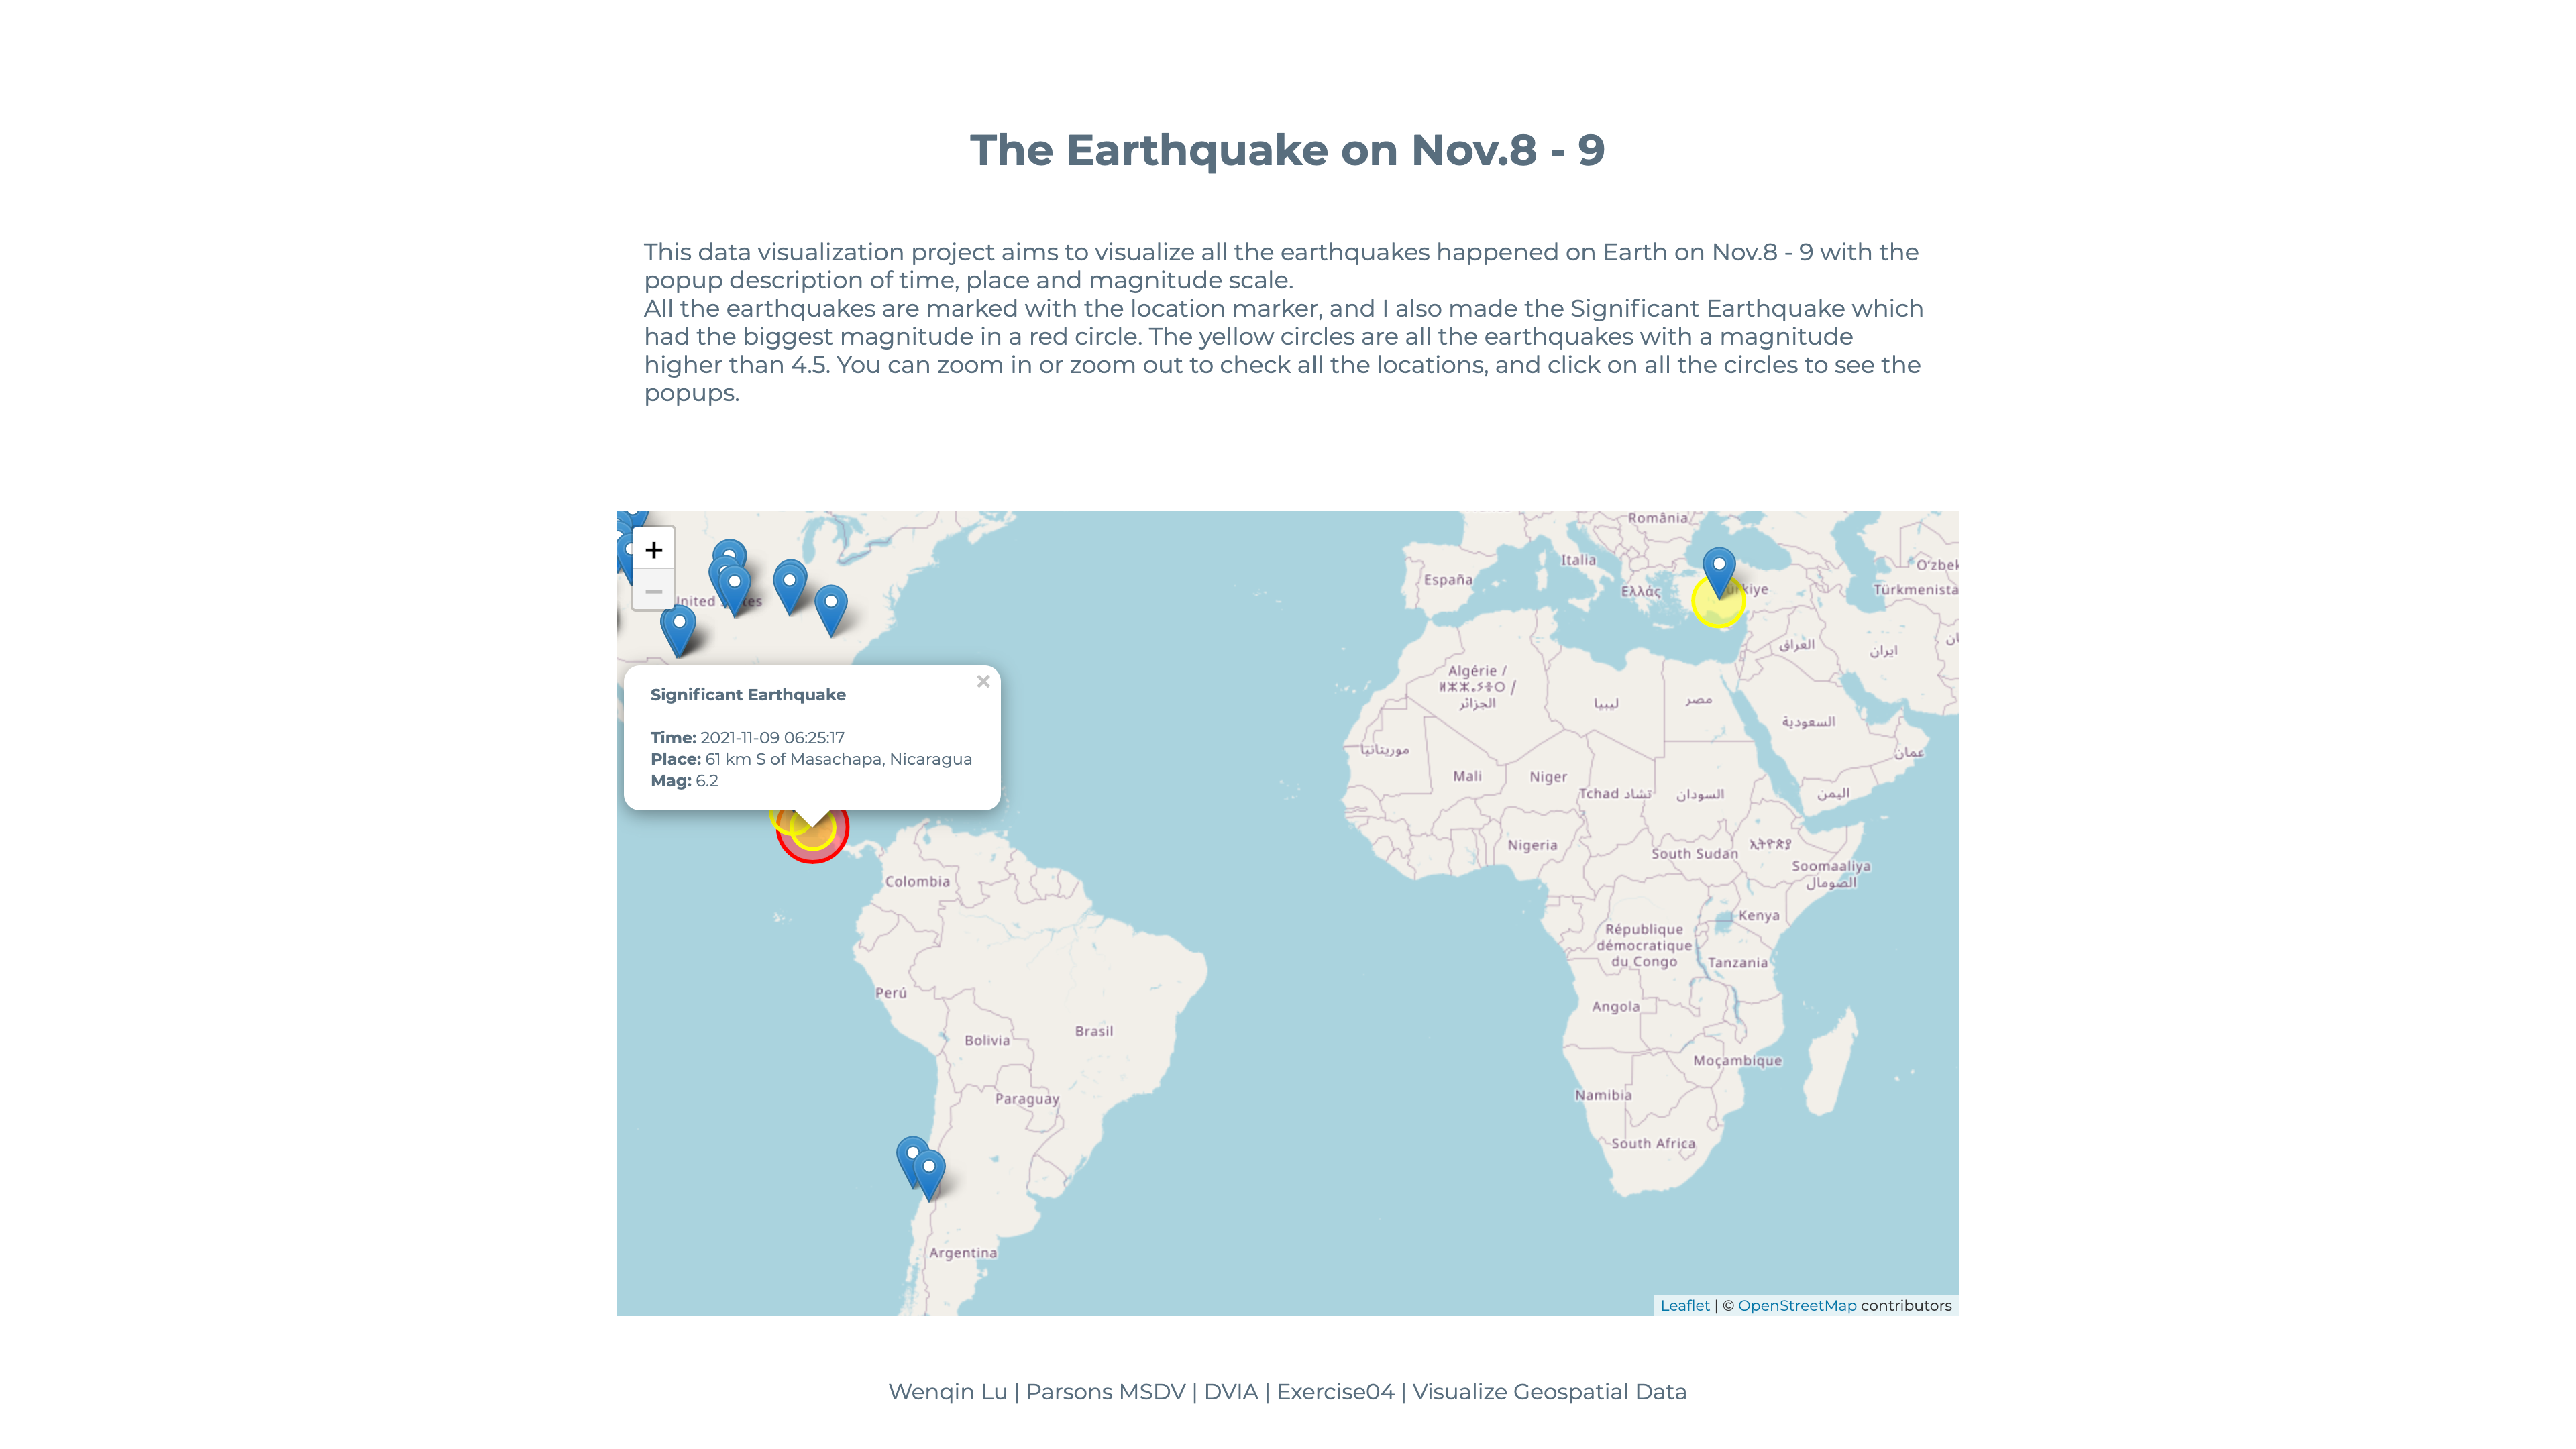 The Earthquake on Nov.8 - 9
This data visualization project aims to visualize all the earthquakes happened on Earth on Nov.8 - 9 with the
popup description of time, place and magnitude scale.
All the earthquakes are marked with the location marker, and I also made the Significant Earthquake which
had the biggest magnitude in a red circle. The yellow circles are all the earthquakes with a magnitude
higher than 4.5. You can zoom in or zoom out to check all the locations, and click on all the circles to see the
popups.
+
−
Significant Earthquake
×
Time: 2021-11-09 06:25:17
Place: 61 km S of Masachapa, Nicaragua
Mag: 6.2
România
Italia
España
Ελλάς
Türkmenista
العراق
ایران
Algérie /
ⵍⵣⵣⴰⵢⴻⵔ /
الجزائر
ليبيا
مصر
السعودية
عمان
موريتانيا
Mali
Niger
Tchad تشاد
السودان
اليمن
Nigeria
South Sudan
ኢትዮጵያ
Soomaaliya
الصومال
Colombia
Kenya
République
démocratique
du Congo
Tanzania
Perú
Angola
Brasil
Bolivia
Moçambique
Namibia
Paraguay
South Africa
Argentina
Leaflet | © OpenStreetMap contributors
Wenqin Lu | Parsons MSDV | DVIA | Exercise04 | Visualize Geospatial Data